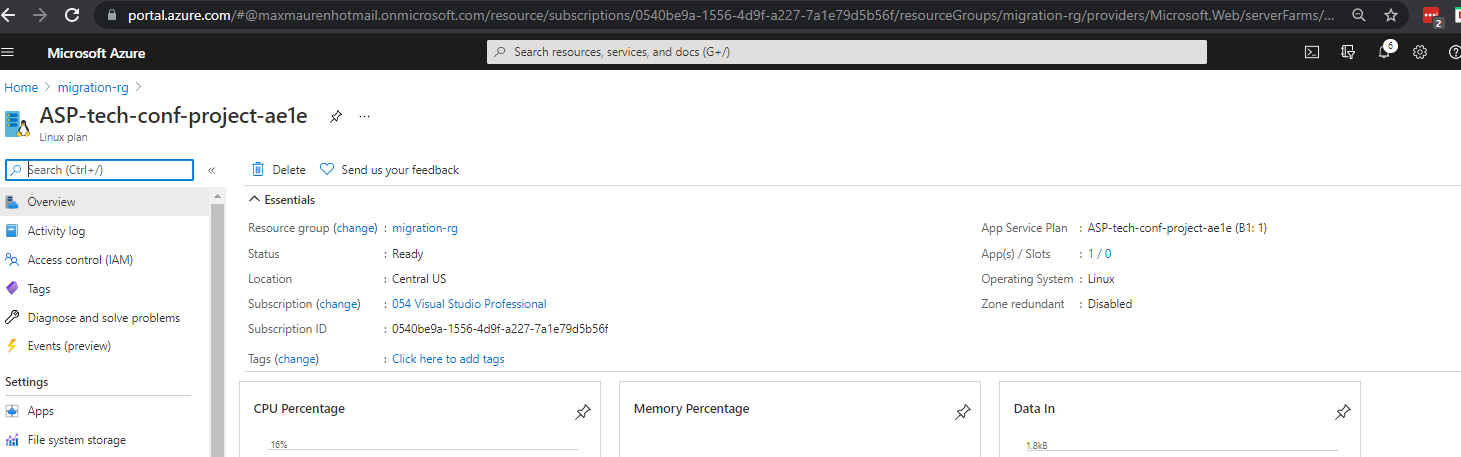 portal.azure.com/#@maxmaurenhotmail.onmicrosoft.com/resource/subscriptions/0540be9a-1556-4d9f-a227-7a1e79d5b56f/resourceGroups/migration-rg/providers/Microsoft.Web/serverFarms/...
2
Microsoft Azure
Search resources, services, and docs (G+/)
6
Home > migration-rg >
ASP-tech-conf-project-ae1e
...
Linux plan
Search (Ctrl+/)
«
Delete
Send us your feedback
Overview
Activity log
Access control (IAM)
Tags
Diagnose and solve problems
Events (preview)
Settings
Apps
File system storage
Essentials
Resource group (change) : migration-rg
Status : Ready
Location : Central US
Subscription (change) : 054 Visual Studio Professional
Subscription ID : 0540be9a-1556-4d9f-a227-7a1e79d5b56f
Tags (change) : Click here to add tags
App Service Plan : ASP-tech-conf-project-ae1e (B1: 1)
App(s) / Slots : 1 / 0
Operating System : Linux
Zone redundant : Disabled
CPU Percentage
16%
Memory Percentage
Data In
1.8kB